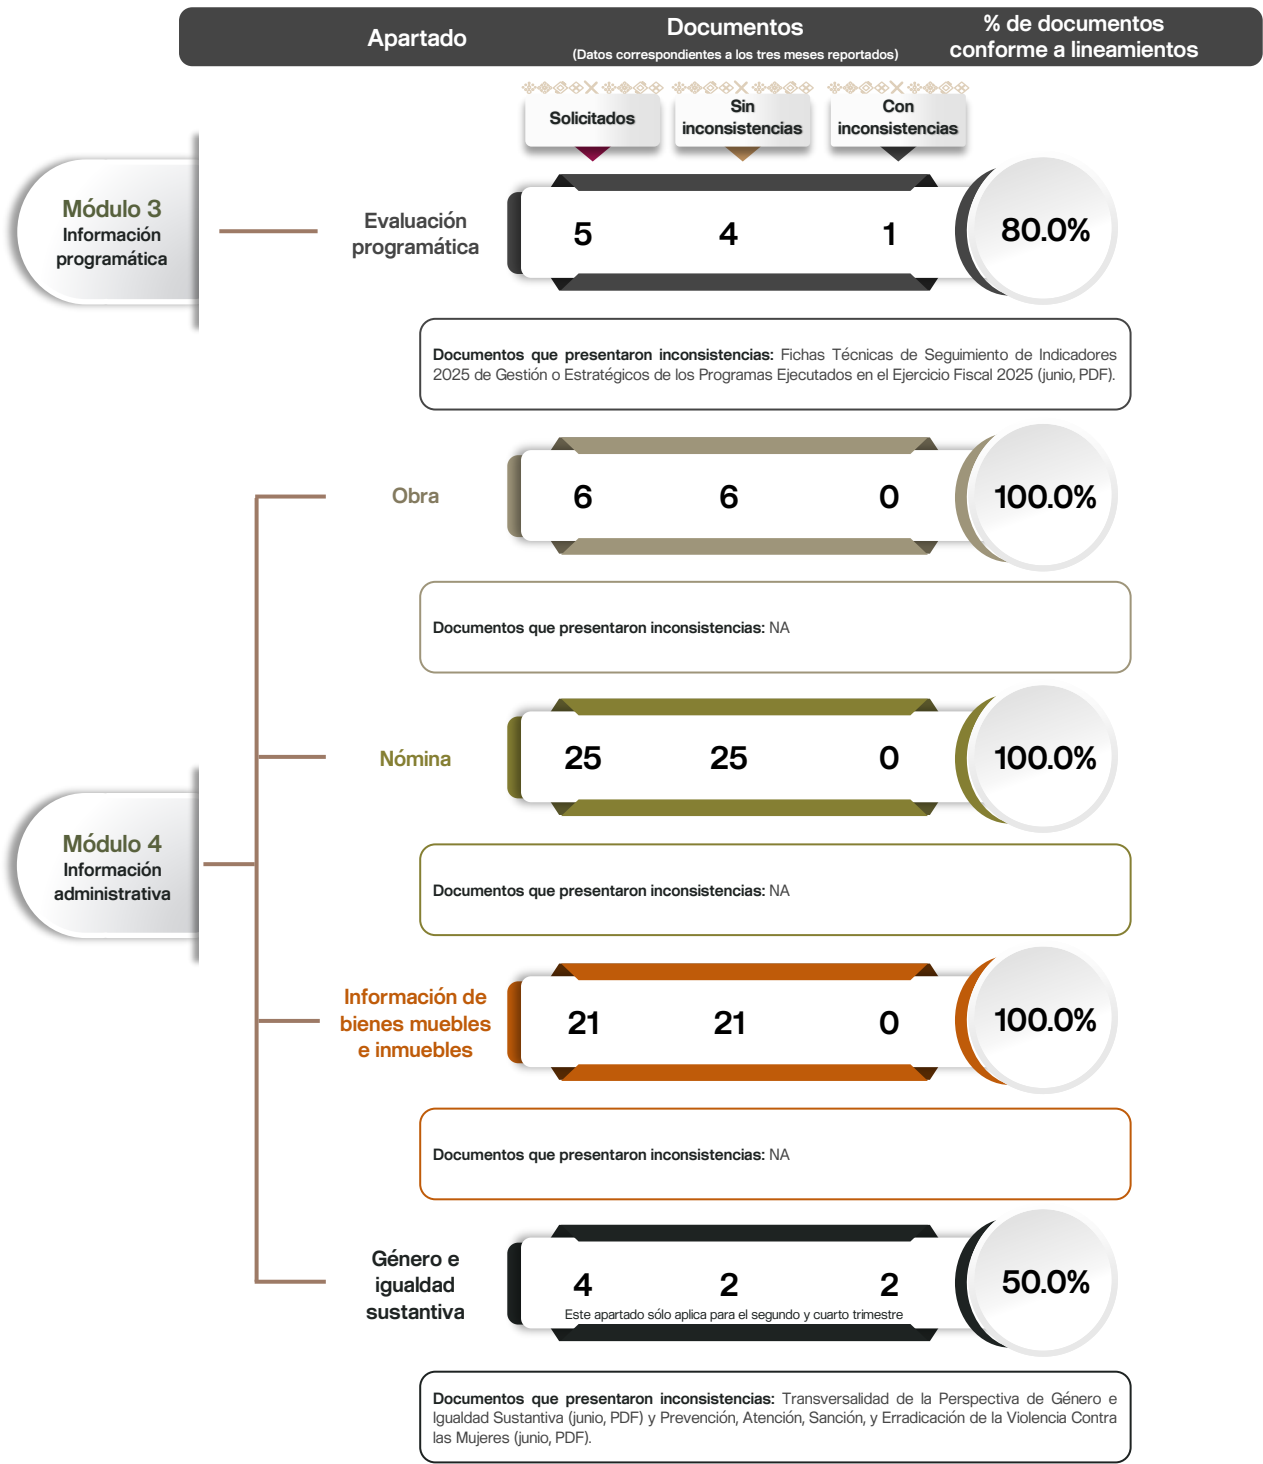 Apartado
Documentos
(Datos correspondientes a los tres meses reportados)
% de documentos
conforme a lineamientos
Solicitados
Sin
inconsistencias
Con
inconsistencias
Módulo 3
Información
programática
Evaluación
programática
5
4
1
80.0%
Documentos que presentaron inconsistencias: Fichas Técnicas de Seguimiento de Indicadores
2025 de Gestión o Estratégicos de los Programas Ejecutados en el Ejercicio Fiscal 2025 (junio, PDF).
Obra
6
6
0
100.0%
Documentos que presentaron inconsistencias: NA
Nómina
25
25
0
100.0%
Módulo 4
Información
administrativa
Documentos que presentaron inconsistencias: NA
Información de
bienes muebles
e inmuebles
21
21
0
100.0%
Documentos que presentaron inconsistencias: NA
Género e
igualdad
sustantiva
4
2
2
50.0%
Este apartado sólo aplica para el segundo y cuarto trimestre
Documentos que presentaron inconsistencias: Transversalidad de la Perspectiva de Género e
Igualdad Sustantiva (junio, PDF) y Prevención, Atención, Sanción, y Erradicación de la Violencia Contra
las Mujeres (junio, PDF).